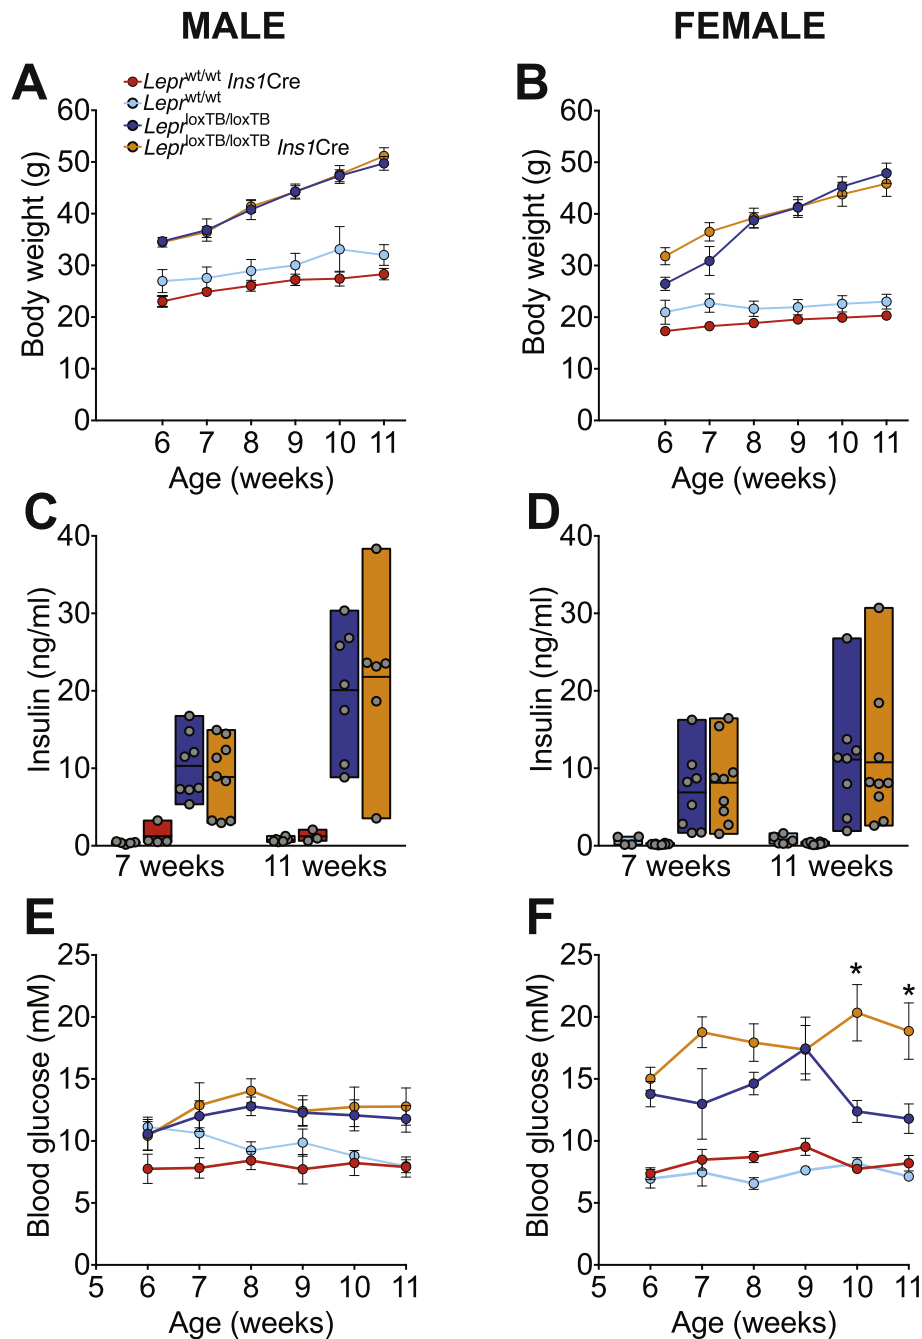 MALE
FEMALE
A
Lepr^wt/wt Ins1Cre
Lepr^wt/wt
Lepr^loxTB/loxTB
Lepr^loxTB/loxTB Ins1Cre
Body weight (g)
60
50
40
30
20
10
0
6 7 8 9 10 11
Age (weeks)
B
Body weight (g)
60
50
40
30
20
10
0
6 7 8 9 10 11
Age (weeks)
C
Insulin (ng/ml)
40
30
20
10
0
7 weeks 11 weeks
D
Insulin (ng/ml)
40
30
20
10
0
7 weeks 11 weeks
E
Blood glucose (mM)
25
20
15
10
5
0
5 6 7 8 9 10 11
Age (weeks)
F
Blood glucose (mM)
25
20
15
10
5
0
* *
5 6 7 8 9 10 11
Age (weeks)